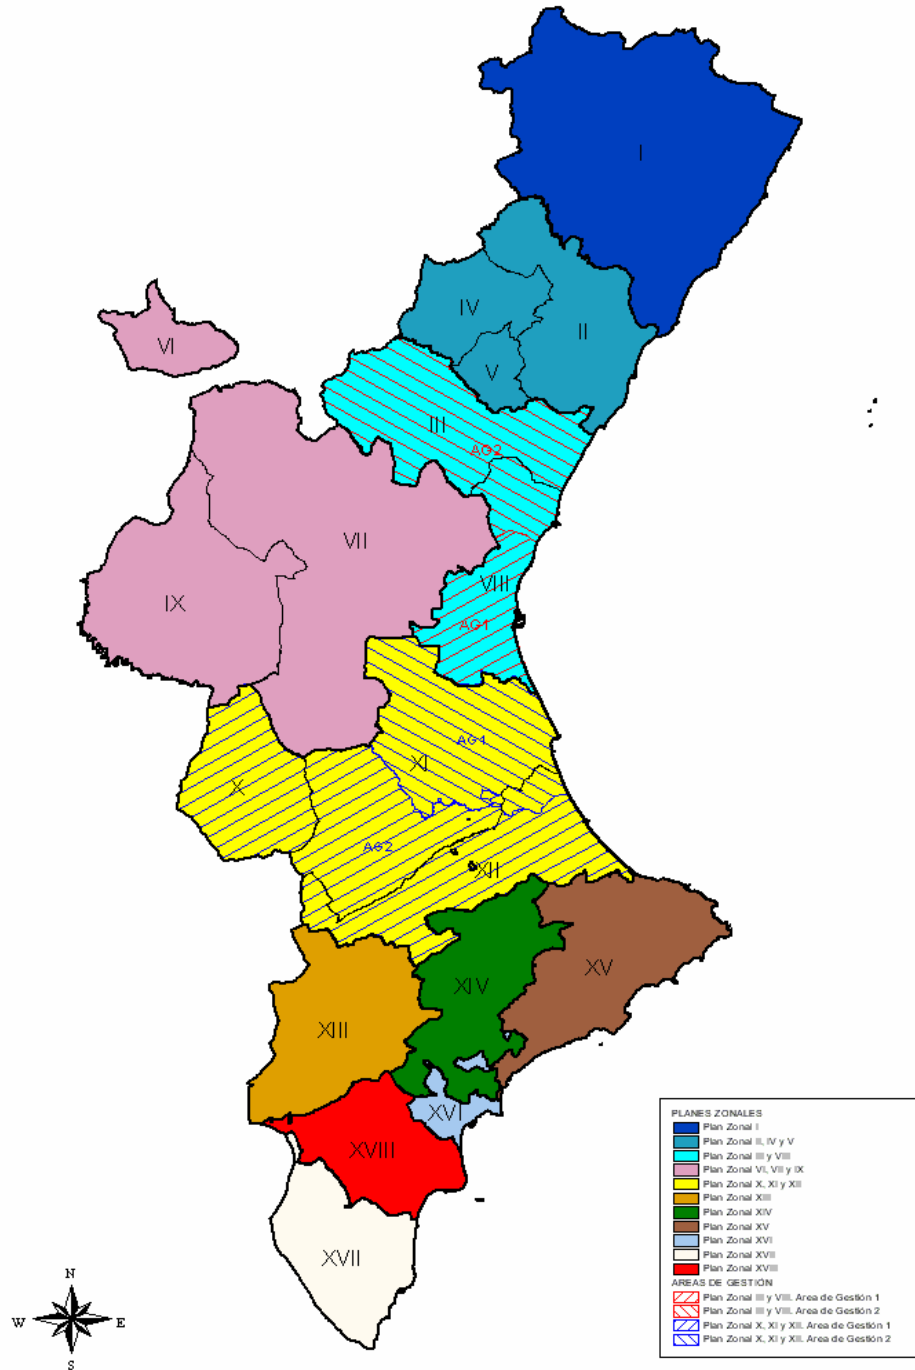 I
IV
II
VI
V
III
AG2
VII
VIII
IX
AG1
AG1
XI
X
AG2
XII
XV
XIV
XIII
XVI
XVIII
XVII
N
W E
S
PLANES ZONALES
Plan Zonal I
Plan Zonal II, IV y V
Plan Zonal III y VIII
Plan Zonal VI, VII y IX
Plan Zonal X, XI y XII
Plan Zonal XIII
Plan Zonal XIV
Plan Zonal XV
Plan Zonal XVI
Plan Zonal XVII
Plan Zonal XVIII
AREAS DE GESTIÓN
Plan Zonal III y VIII. Area de Gestión 1
Plan Zonal III y VIII. Area de Gestión 2
Plan Zonal X, XI y XII. Area de Gestión 1
Plan Zonal X, XI y XII. Area de Gestión 2